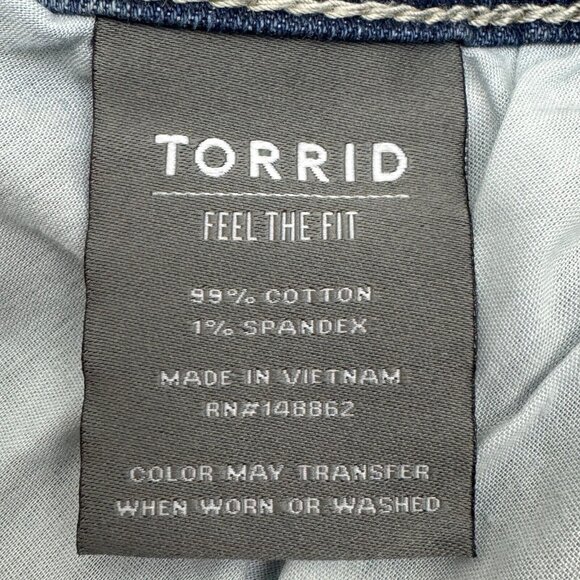 TORRID
FEEL THE FIT
99% COTTON
1% SPANDEX
MADE IN VIETNAM
RN#148862
COLOR MAY TRANSFER
WHEN WORN OR WASHED